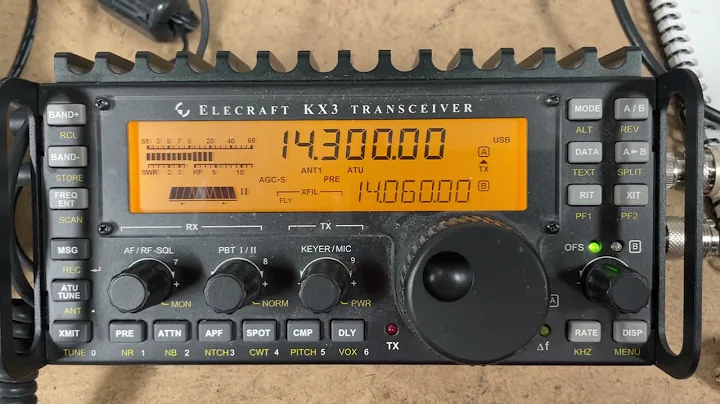 ELECRAFT KX3 TRANSCEIVER
BAND+
RCL
BAND-
STORE
FREQ
ENT
SCAN
MSG
REC
ATU
TUNE
ANT
XMIT
TUNE 0
S1 3 5 7 9 20 40 60
SWR 2 3 RF 5 10
14.300.00
USB
A
TX
ANT1 ATU
AGC-S PRE
XFIL
FL1
14.060.00
B
RX
TX
AF/RF-SQL 7
+
-
MON
PBT I/II 8
+
-
NORM
KEYER/MIC 9
+
-
PWR
PRE
NR 1
ATTN
NB 2
APF
NTCH 3
SPOT
CWT 4
CMP
PITCH 5
DLY
VOX 6
TX
MODE
ALT
A / B
REV
DATA
TEXT
A►B
SPLIT
RIT
PF1
XIT
PF2
OFS
B
A
Δf
+
-
RATE
KHZ
DISP
MENU